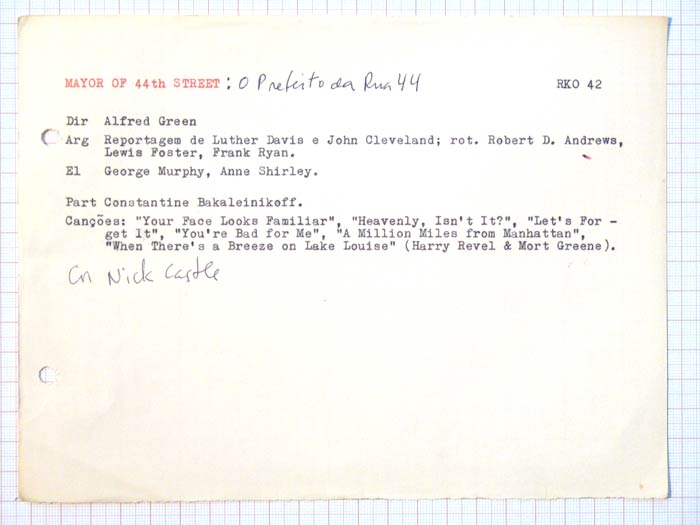 MAYOR OF 44th STREET : O Prefeito da Rua 44 RKO 42
Dir Alfred Green
Arg Reportagem de Luther Davis e John Cleveland; rot. Robert D. Andrews,
Lewis Foster, Frank Ryan.
El George Murphy, Anne Shirley.
Part Constantine Bakaleinikoff.
Canções: "Your Face Looks Familiar", "Heavenly, Isn't It?", "Let's For -
get It", "You're Bad for Me", "A Million Miles from Manhattan",
"When There's a Breeze on Lake Louise" (Harry Revel & Mort Greene).
Cn Nick Castle